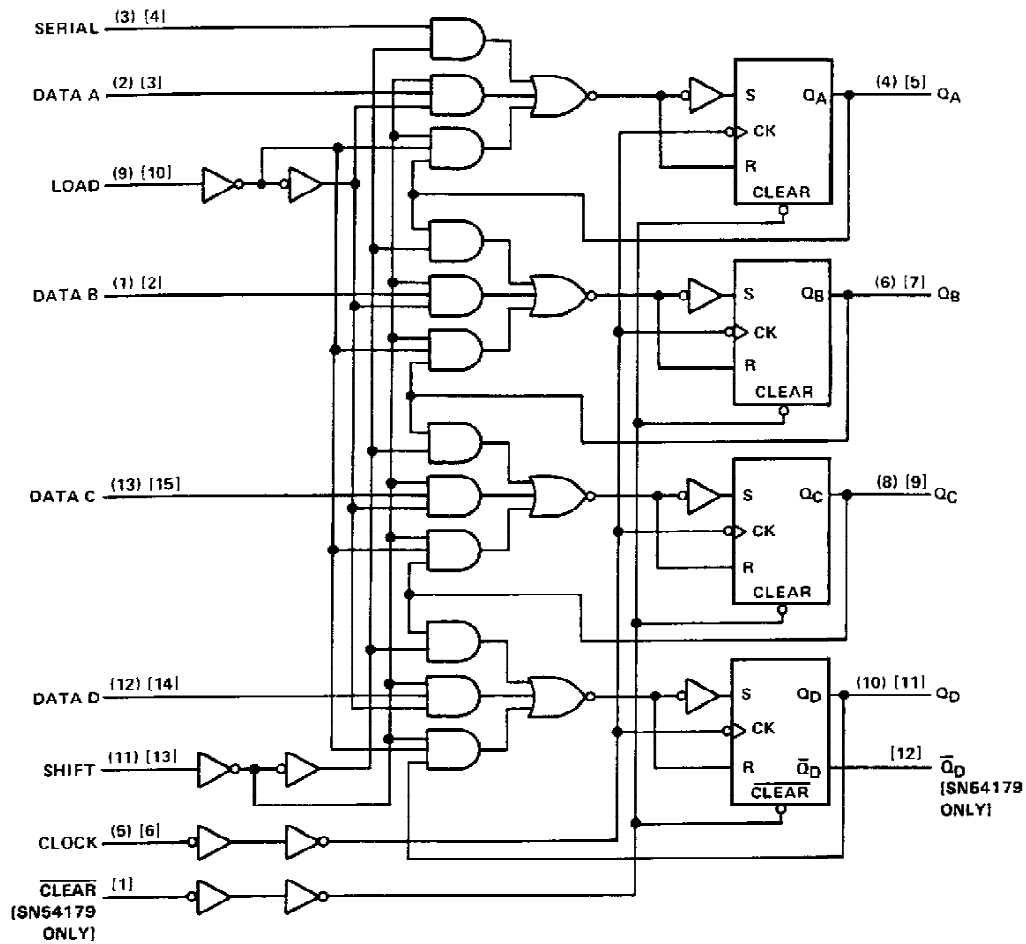 SERIAL (3) [4]
DATA A (2) [3]
LOAD (9) [10]
DATA B (1) [2]
DATA C (13) [15]
DATA D (12) [14]
SHIFT (11) [13]
CLOCK (5) [6]
CLEAR [1]
[SN54179
ONLY]
S QA (4) [5] QA
CK
R
CLEAR
S QB (6) [7] QB
CK
R
CLEAR
S QC (8) [9] QC
CK
R
CLEAR
S QD (10) [11] QD
CK
R Q̅D [12] Q̅D
CLEAR
[SN64179
ONLY]